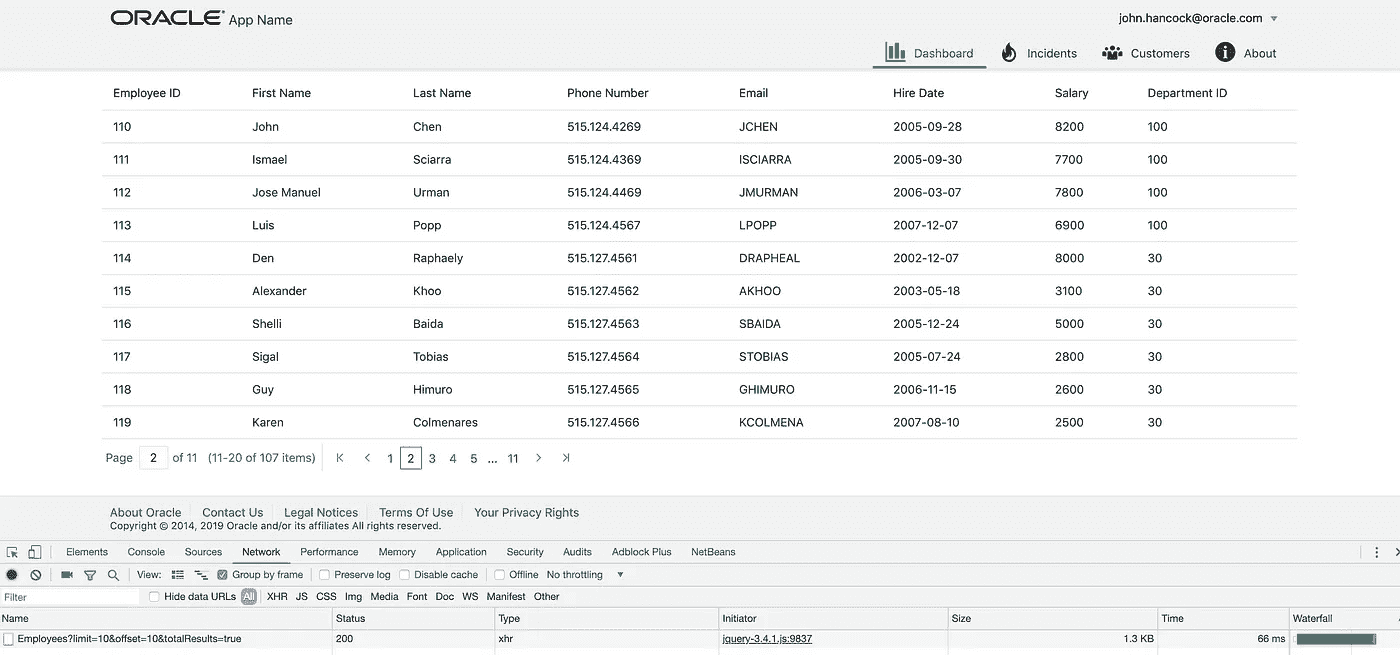 ORACLE® App Name
john.hancock@oracle.com
Dashboard Incidents Customers About
Employee ID First Name Last Name Phone Number Email Hire Date Salary Department ID
110 John Chen 515.124.4269 JCHEN 2005-09-28 8200 100
111 Ismael Sciarra 515.124.4369 ISCIARRA 2005-09-30 7700 100
112 Jose Manuel Urman 515.124.4469 JMURMAN 2006-03-07 7800 100
113 Luis Popp 515.124.4567 LPOPP 2007-12-07 6900 100
114 Den Raphaely 515.127.4561 DRAPHEAL 2002-12-07 8000 30
115 Alexander Khoo 515.127.4562 AKHOO 2003-05-18 3100 30
116 Shelli Baida 515.127.4563 SBAIDA 2005-12-24 5000 30
117 Sigal Tobias 515.127.4564 STOBIAS 2005-07-24 2800 30
118 Guy Himuro 515.127.4565 GHIMURO 2006-11-15 2600 30
119 Karen Colmenares 515.127.4566 KCOLMENA 2007-08-10 2500 30
Page 2 of 11 (11-20 of 107 items) 1 2 3 4 5 ... 11
About Oracle Contact Us Legal Notices Terms Of Use Your Privacy Rights
Copyright © 2014, 2019 Oracle and/or its affiliates All rights reserved.
Elements Console Sources Network Performance Memory Application Security Audits Adblock Plus NetBeans
View: Group by frame Preserve log Disable cache Offline No throttling
Filter Hide data URLs All XHR JS CSS Img Media Font Doc WS Manifest Other
Name Status Type Initiator Size Time Waterfall
Employees?limit=10&offset=10&totalResults=true 200 xhr jquery-3.4.1.js:9837 1.3 KB 66 ms